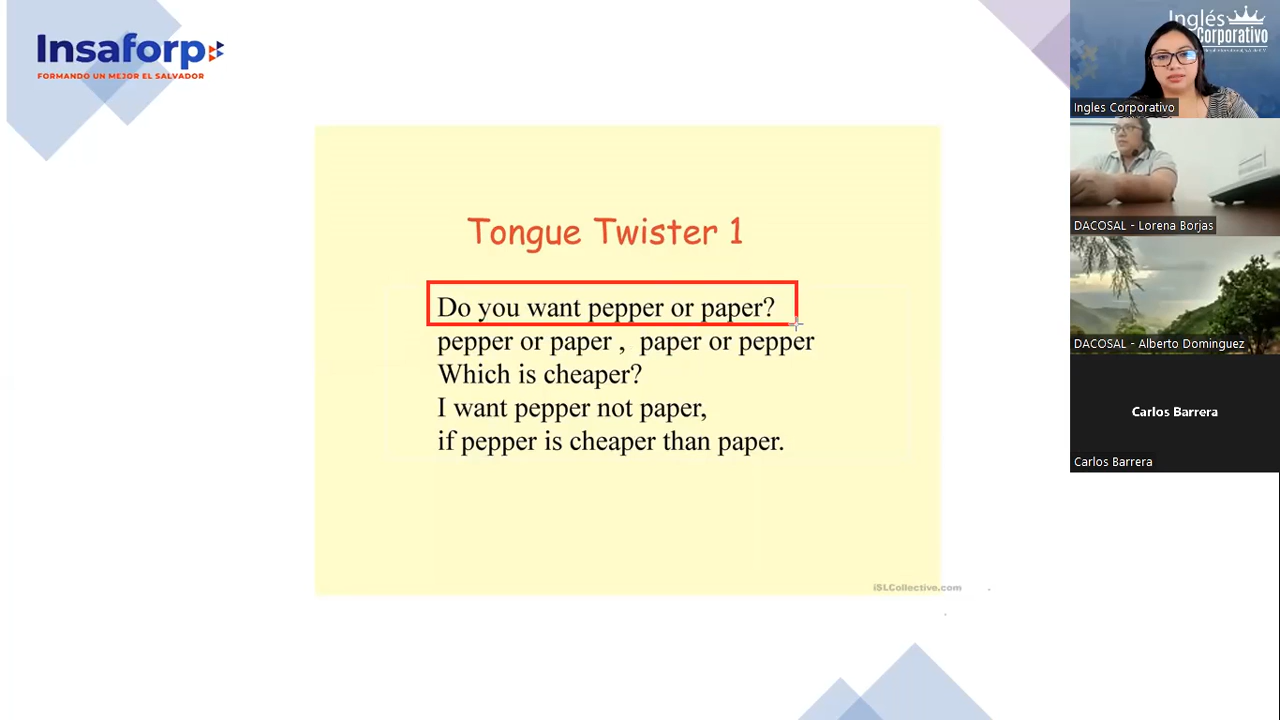 Insaforp
FORMANDO UN MEJOR EL SALVADOR
Tongue Twister 1
Do you want pepper or paper?
pepper or paper , paper or pepper
Which is cheaper?
I want pepper not paper,
if pepper is cheaper than paper.
iSLCollective.com
Inglés
Corporativo
Ingles Corporativo
DACOSAL - Lorena Borjas
DACOSAL - Alberto Dominguez
Carlos Barrera
Carlos Barrera